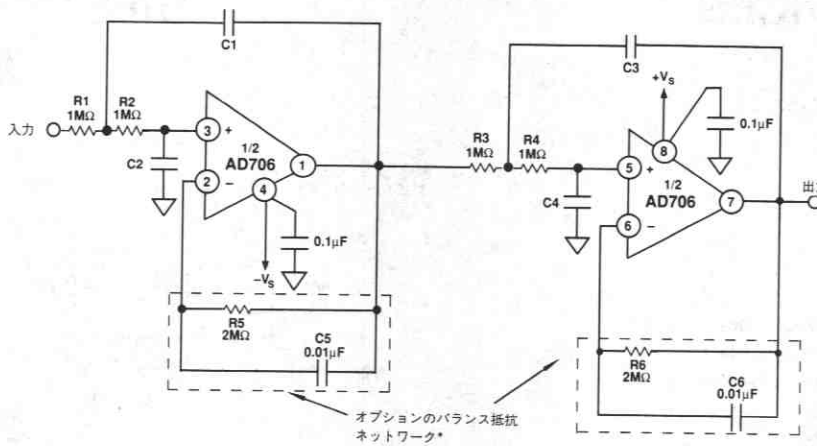 C1
R1
1MΩ
R2
1MΩ
入力
C2
3
+
2
−
1/2
AD706
1
4
0.1μF
−VS
R5
2MΩ
C5
0.01μF
C3
R3
1MΩ
R4
1MΩ
C4
+VS
8
0.1μF
5
+
6
−
1/2
AD706
7
出
R6
2MΩ
C6
0.01μF
オプションのバランス抵抗
ネットワーク*